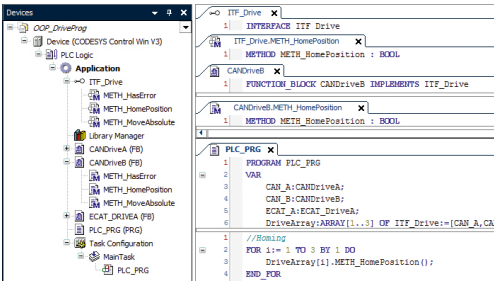 Devices
OOP_DriveProg
Device (CODESYS Control Win V3)
PLC Logic
Application
ITF_Drive
METH_HasError
METH_HomePosition
METH_MoveAbsolute
Library Manager
CANDriveA (FB)
CANDriveB (FB)
METH_HasError
METH_HomePosition
METH_MoveAbsolute
ECAT_DRIVEA (FB)
PLC_PRG (PRG)
Task Configuration
MainTask
PLC_PRG
ITF_Drive
1 INTERFACE ITF_Drive
ITF_Drive.METH_HomePosition
1 METHOD METH_HomePosition : BOOL
CANDriveB
1 FUNCTION_BLOCK CANDriveB IMPLEMENTS ITF_Drive
CANDriveB.METH_HomePosition
1 METHOD METH_HomePosition : BOOL
PLC_PRG
1 PROGRAM PLC_PRG
2 VAR
3 CAN_A:CANDriveA;
4 CAN_B:CANDriveB;
5 ECAT_A:ECAT_DriveA;
6 DriveArray:ARRAY[1..3] OF ITF_Drive:=[CAN_A,CA
1 //Homing
2 FOR i:= 1 TO 3 BY 1 DO
3 DriveArray[i].METH_HomePosition();
4 END_FOR